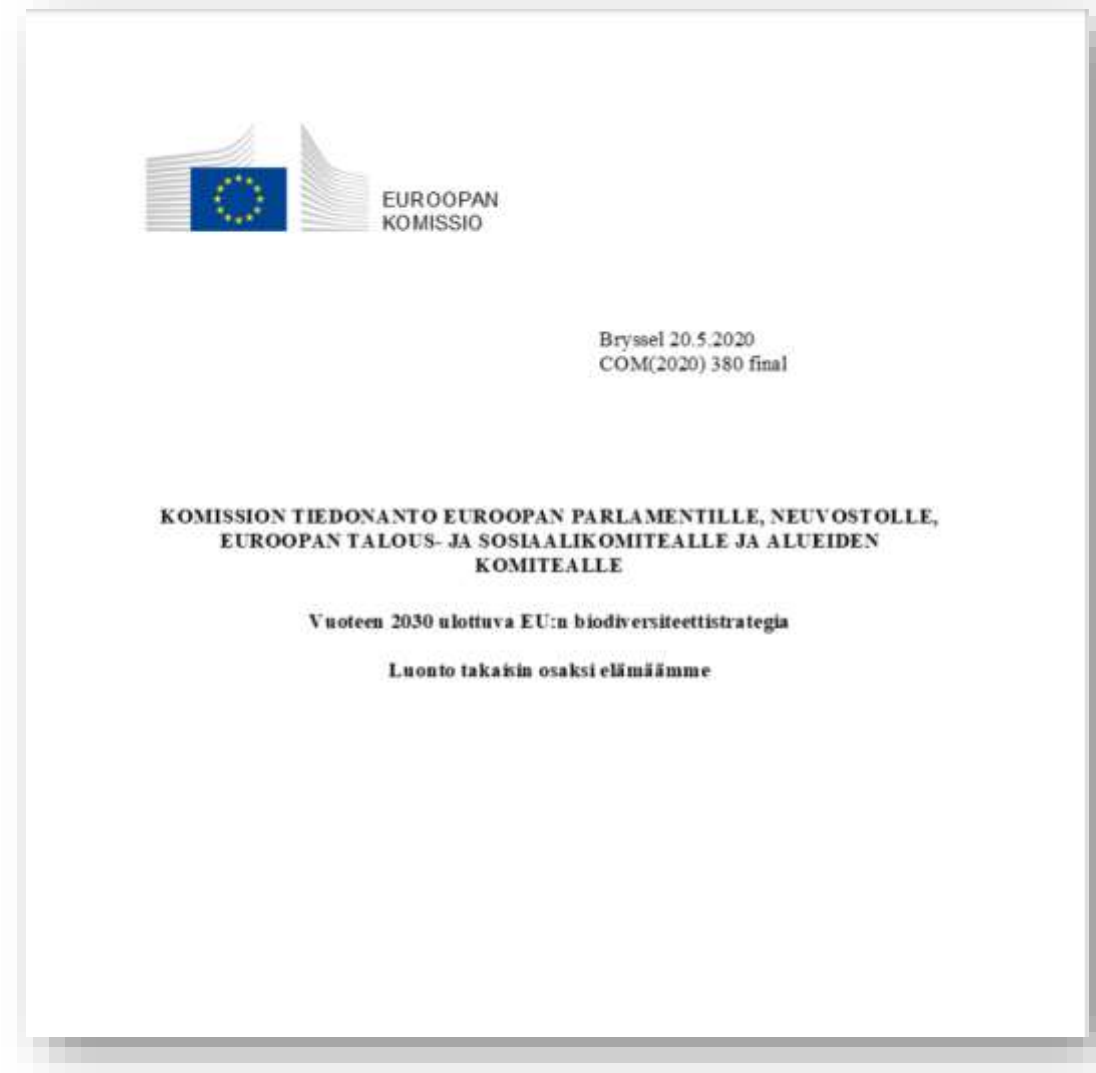 EUROOPAN
KOMISSIO
Bryssel 20.5.2020
COM(2020) 380 final
KOMISSION TIEDONANTO EUROOPAN PARLAMENTILLE, NEUVOSTOLLE,
EUROOPAN TALOUS- JA SOSIAALIKOMITEALLE JA ALUEIDEN
KOMITEALLE
Vuoteen 2030 ulottuva EU:n biodiversiteettistrategia
Luonto takaisin osaksi elämäämme